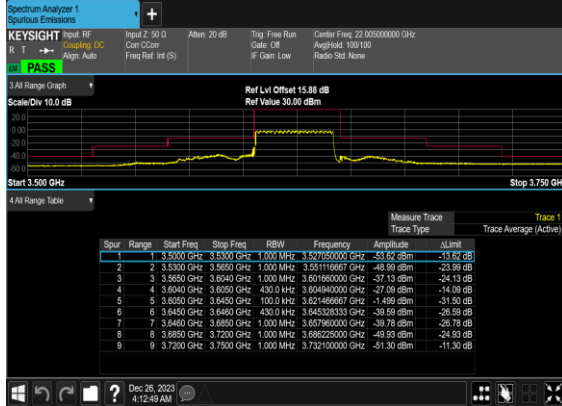 Spectrum Analyzer 1
Spurious Emissions
+
KEYSIGHT Input: RF Input Z: 50 Ω Atten: 20 dB Trig: Free Run Center Freq: 22.005000000 GHz
R T Coupling: DC Corr CCorr Gate: Off Avg|Hold: 100/100
Align: Auto Freq Ref: Int (S) IF Gain: Low Radio Std: None
PASS
3 All Range Graph
Ref Lvl Offset 15.88 dB
Scale/Div 10.0 dB Ref Value 30.00 dBm
20.0
0.00
-20.0
-40.0
-60.0
Start 3.500 GHz Stop 3.750 GH
4 All Range Table
Measure Trace Trace 1
Trace Type Trace Average (Active)
Spur Range Start Freq Stop Freq RBW Frequency Amplitude ΔLimit
1 1 3.5000 GHz 3.5300 GHz 1.000 MHz 3.527050000 GHz -53.62 dBm -13.62 dB
2 2 3.5300 GHz 3.5650 GHz 1.000 MHz 3.551116667 GHz -48.99 dBm -23.99 dB
3 3 3.5650 GHz 3.6040 GHz 1.000 MHz 3.601660000 GHz -37.13 dBm -24.13 dB
4 4 3.6040 GHz 3.6050 GHz 430.0 kHz 3.604940000 GHz -27.09 dBm -14.09 dB
5 5 3.6050 GHz 3.6450 GHz 100.0 kHz 3.621466667 GHz -1.499 dBm -31.50 dB
6 6 3.6450 GHz 3.6460 GHz 430.0 kHz 3.645328333 GHz -39.59 dBm -26.59 dB
7 7 3.6460 GHz 3.6850 GHz 1.000 MHz 3.657960000 GHz -39.78 dBm -26.78 dB
8 8 3.6850 GHz 3.7200 GHz 1.000 MHz 3.686225000 GHz -49.93 dBm -24.93 dB
9 9 3.7200 GHz 3.7500 GHz 1.000 MHz 3.732100000 GHz -51.30 dBm -11.30 dB
? Dec 26, 2023
4:12:49 AM